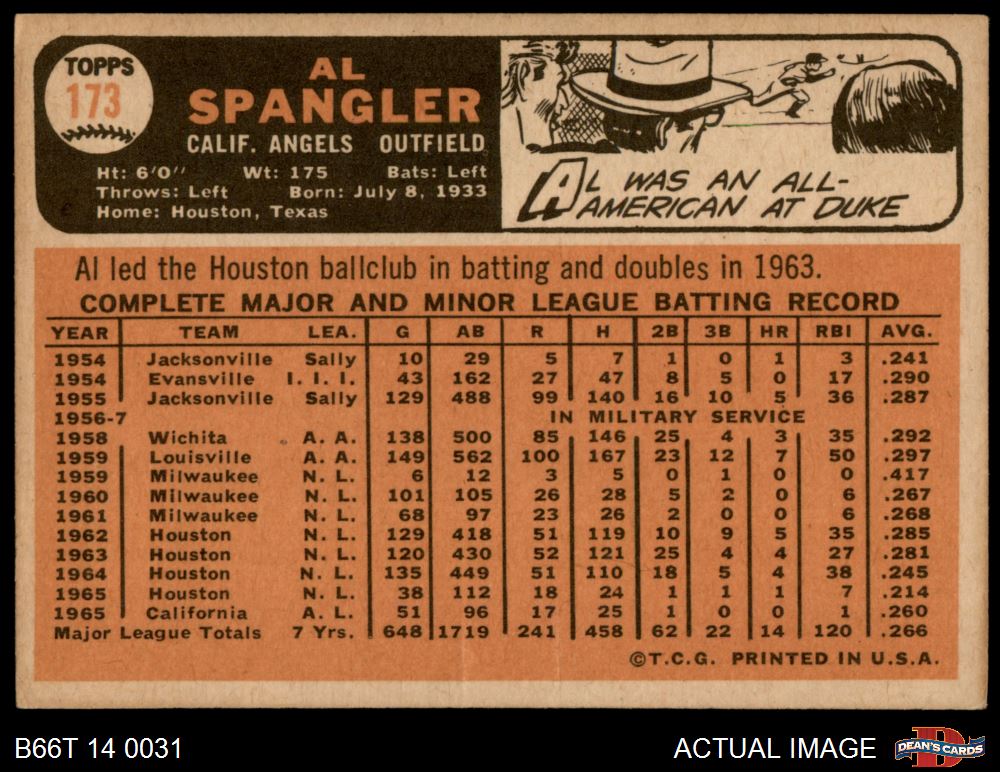 TOPPS
173
AL
SPANGLER
CALIF. ANGELS OUTFIELD
Ht: 6'0" Wt: 175 Bats: Left
Throws: Left Born: July 8, 1933
Home: Houston, Texas
AL WAS AN ALL-
AMERICAN AT DUKE
Al led the Houston ballclub in batting and doubles in 1963.
COMPLETE MAJOR AND MINOR LEAGUE BATTING RECORD
YEAR TEAM LEA. G AB R H 2B 3B HR RBI AVG.
1954 Jacksonville Sally 10 29 5 7 1 0 1 3 .241
1954 Evansville I. I. I. 43 162 27 47 8 5 0 17 .290
1955 Jacksonville Sally 129 488 99 140 16 10 5 36 .287
1956-7 IN MILITARY SERVICE
1958 Wichita A. A. 138 500 85 146 25 4 3 35 .292
1959 Louisville A. A. 149 562 100 167 23 12 7 50 .297
1959 Milwaukee N. L. 6 12 3 5 0 1 0 0 .417
1960 Milwaukee N. L. 101 105 26 28 5 2 0 6 .267
1961 Milwaukee N. L. 68 97 23 26 2 0 0 6 .268
1962 Houston N. L. 129 418 51 119 10 9 5 35 .285
1963 Houston N. L. 120 430 52 121 25 4 4 27 .281
1964 Houston N. L. 135 449 51 110 18 5 4 38 .245
1965 Houston N. L. 38 112 18 24 1 1 1 7 .214
1965 California A. L. 51 96 17 25 1 0 0 1 .260
Major League Totals 7 Yrs. 648 1719 241 458 62 22 14 120 .266
©T.C.G. PRINTED IN U.S.A.
B66T 14 0031
ACTUAL IMAGE
D
DEAN'S CARDS